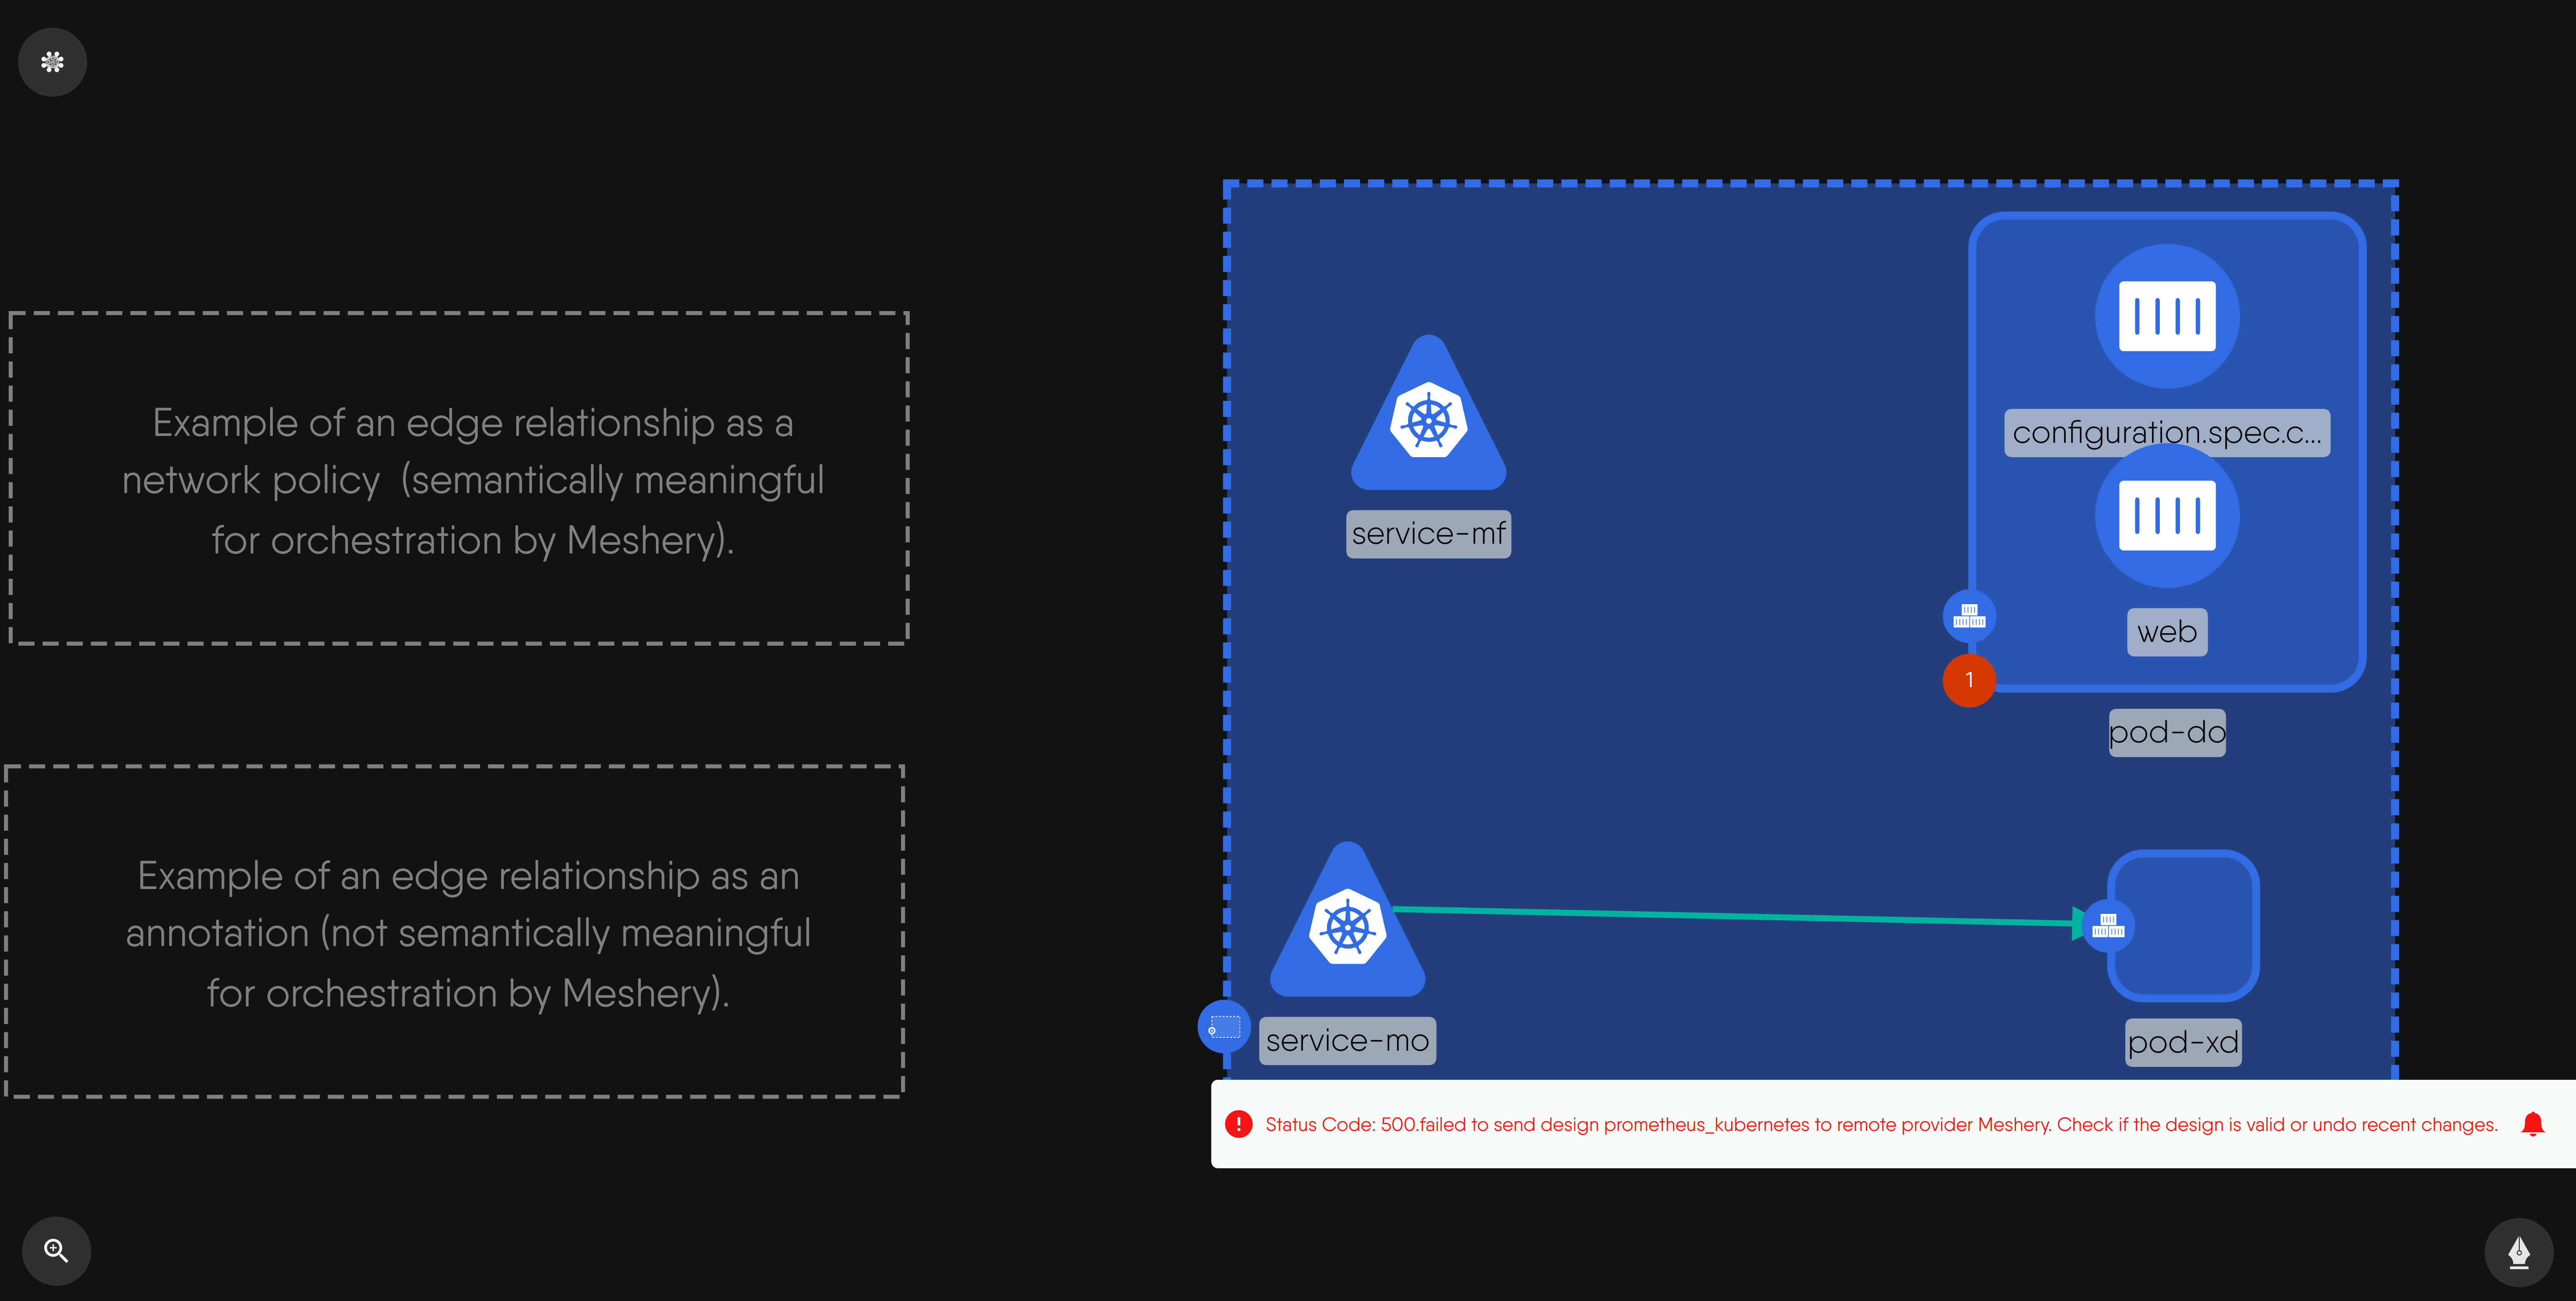 Example of an edge relationship as a
network policy  (semantically meaningful
for orchestration by Meshery).
Example of an edge relationship as an
annotation (not semantically meaningful
for orchestration by Meshery).
configuration.spec.c...
service-mf
web
1
pod-do
service-mo
pod-xd
Status Code: 500.failed to send design prometheus_kubernetes to remote provider Meshery. Check if the design is valid or undo recent changes.